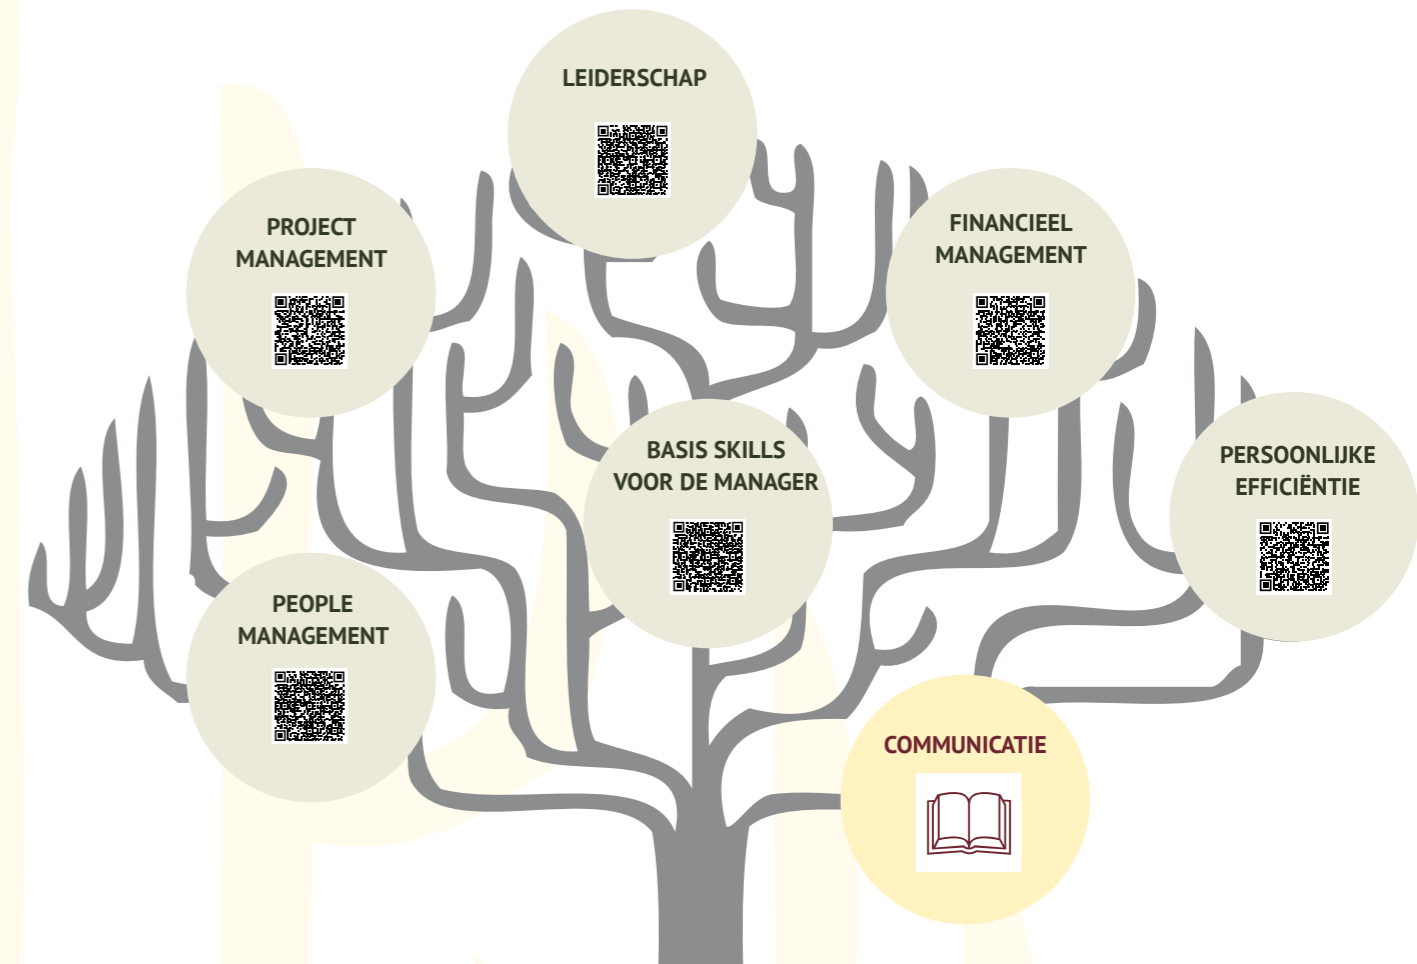 LEIDERSCHAP
PROJECT
MANAGEMENT
FINANCIEEL
MANAGEMENT
BASIS SKILLS
VOOR DE MANAGER
PERSOONLIJKE
EFFICIËNTIE
PEOPLE
MANAGEMENT
COMMUNICATIE